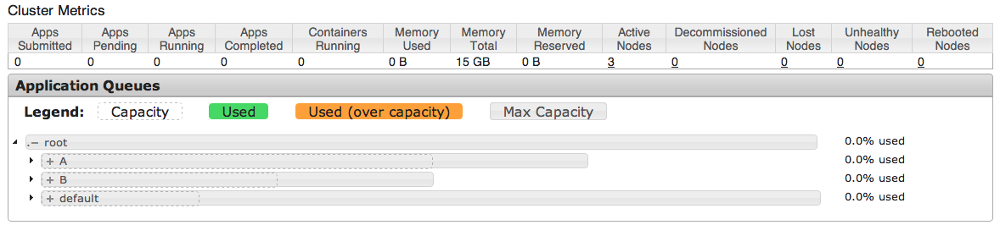 Cluster Metrics
Apps Submitted Apps Pending Apps Running Apps Completed Containers Running Memory Used Memory Total Memory Reserved Active Nodes Decommissioned Nodes Lost Nodes Unhealthy Nodes Rebooted Nodes
0 0 0 0 0 0 B 15 GB 0 B 3 0 0 0 0
Application Queues
Legend: Capacity Used Used (over capacity) Max Capacity
root 0.0% used
+ A 0.0% used
+ B 0.0% used
+ default 0.0% used